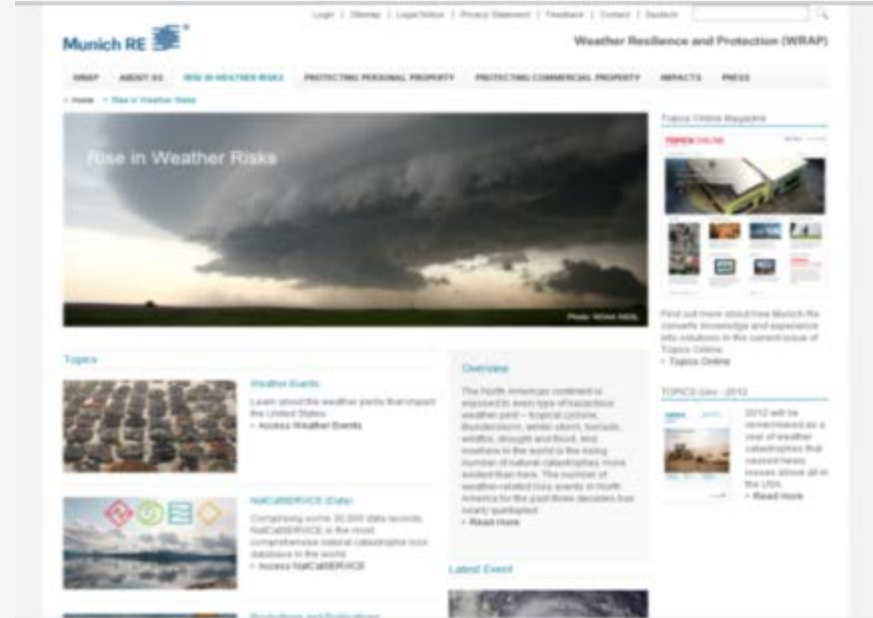 Login | Sitemap | Legal Notice | Privacy Statement | Feedback | Contact | Deutsch
Munich RE
Weather Resilience and Protection (WRAP)
WRAP ABOUT US RISE IN WEATHER RISKS PROTECTING PERSONAL PROPERTY PROTECTING COMMERCIAL PROPERTY IMPACTS PRESS
Home Rise in Weather Risks
Rise in Weather Risks
Photo: NOAA
Topics
Weather Events
Learn about the weather perils that impact
the United States.
Access Weather Events
NatCatSERVICE (Data)
Comprising some 30,000 data records,
NatCatSERVICE is the most
comprehensive natural catastrophe loss
database in the world.
Access NatCatSERVICE
Overview
The North American continent is
exposed to every type of hazardous
weather peril – tropical cyclone,
thunderstorm, winter storm, tornado,
wildfire, drought and flood. And
nowhere in the world is the rising
number of natural catastrophes more
evident than here. The number of
weather-related loss events in North
America for the past three decades has
nearly quintupled.
Read more
Latest Event
Topics Online Magazine
TOPICS ONLINE
Find out more about how Munich Re
converts knowledge and experience
into solutions in the current issue of
Topics Online.
Topics Online
TOPICS Geo - 2012
2012 will be
remembered as a
year of weather
catastrophes that
caused heavy
losses above all in
the USA.
Read more